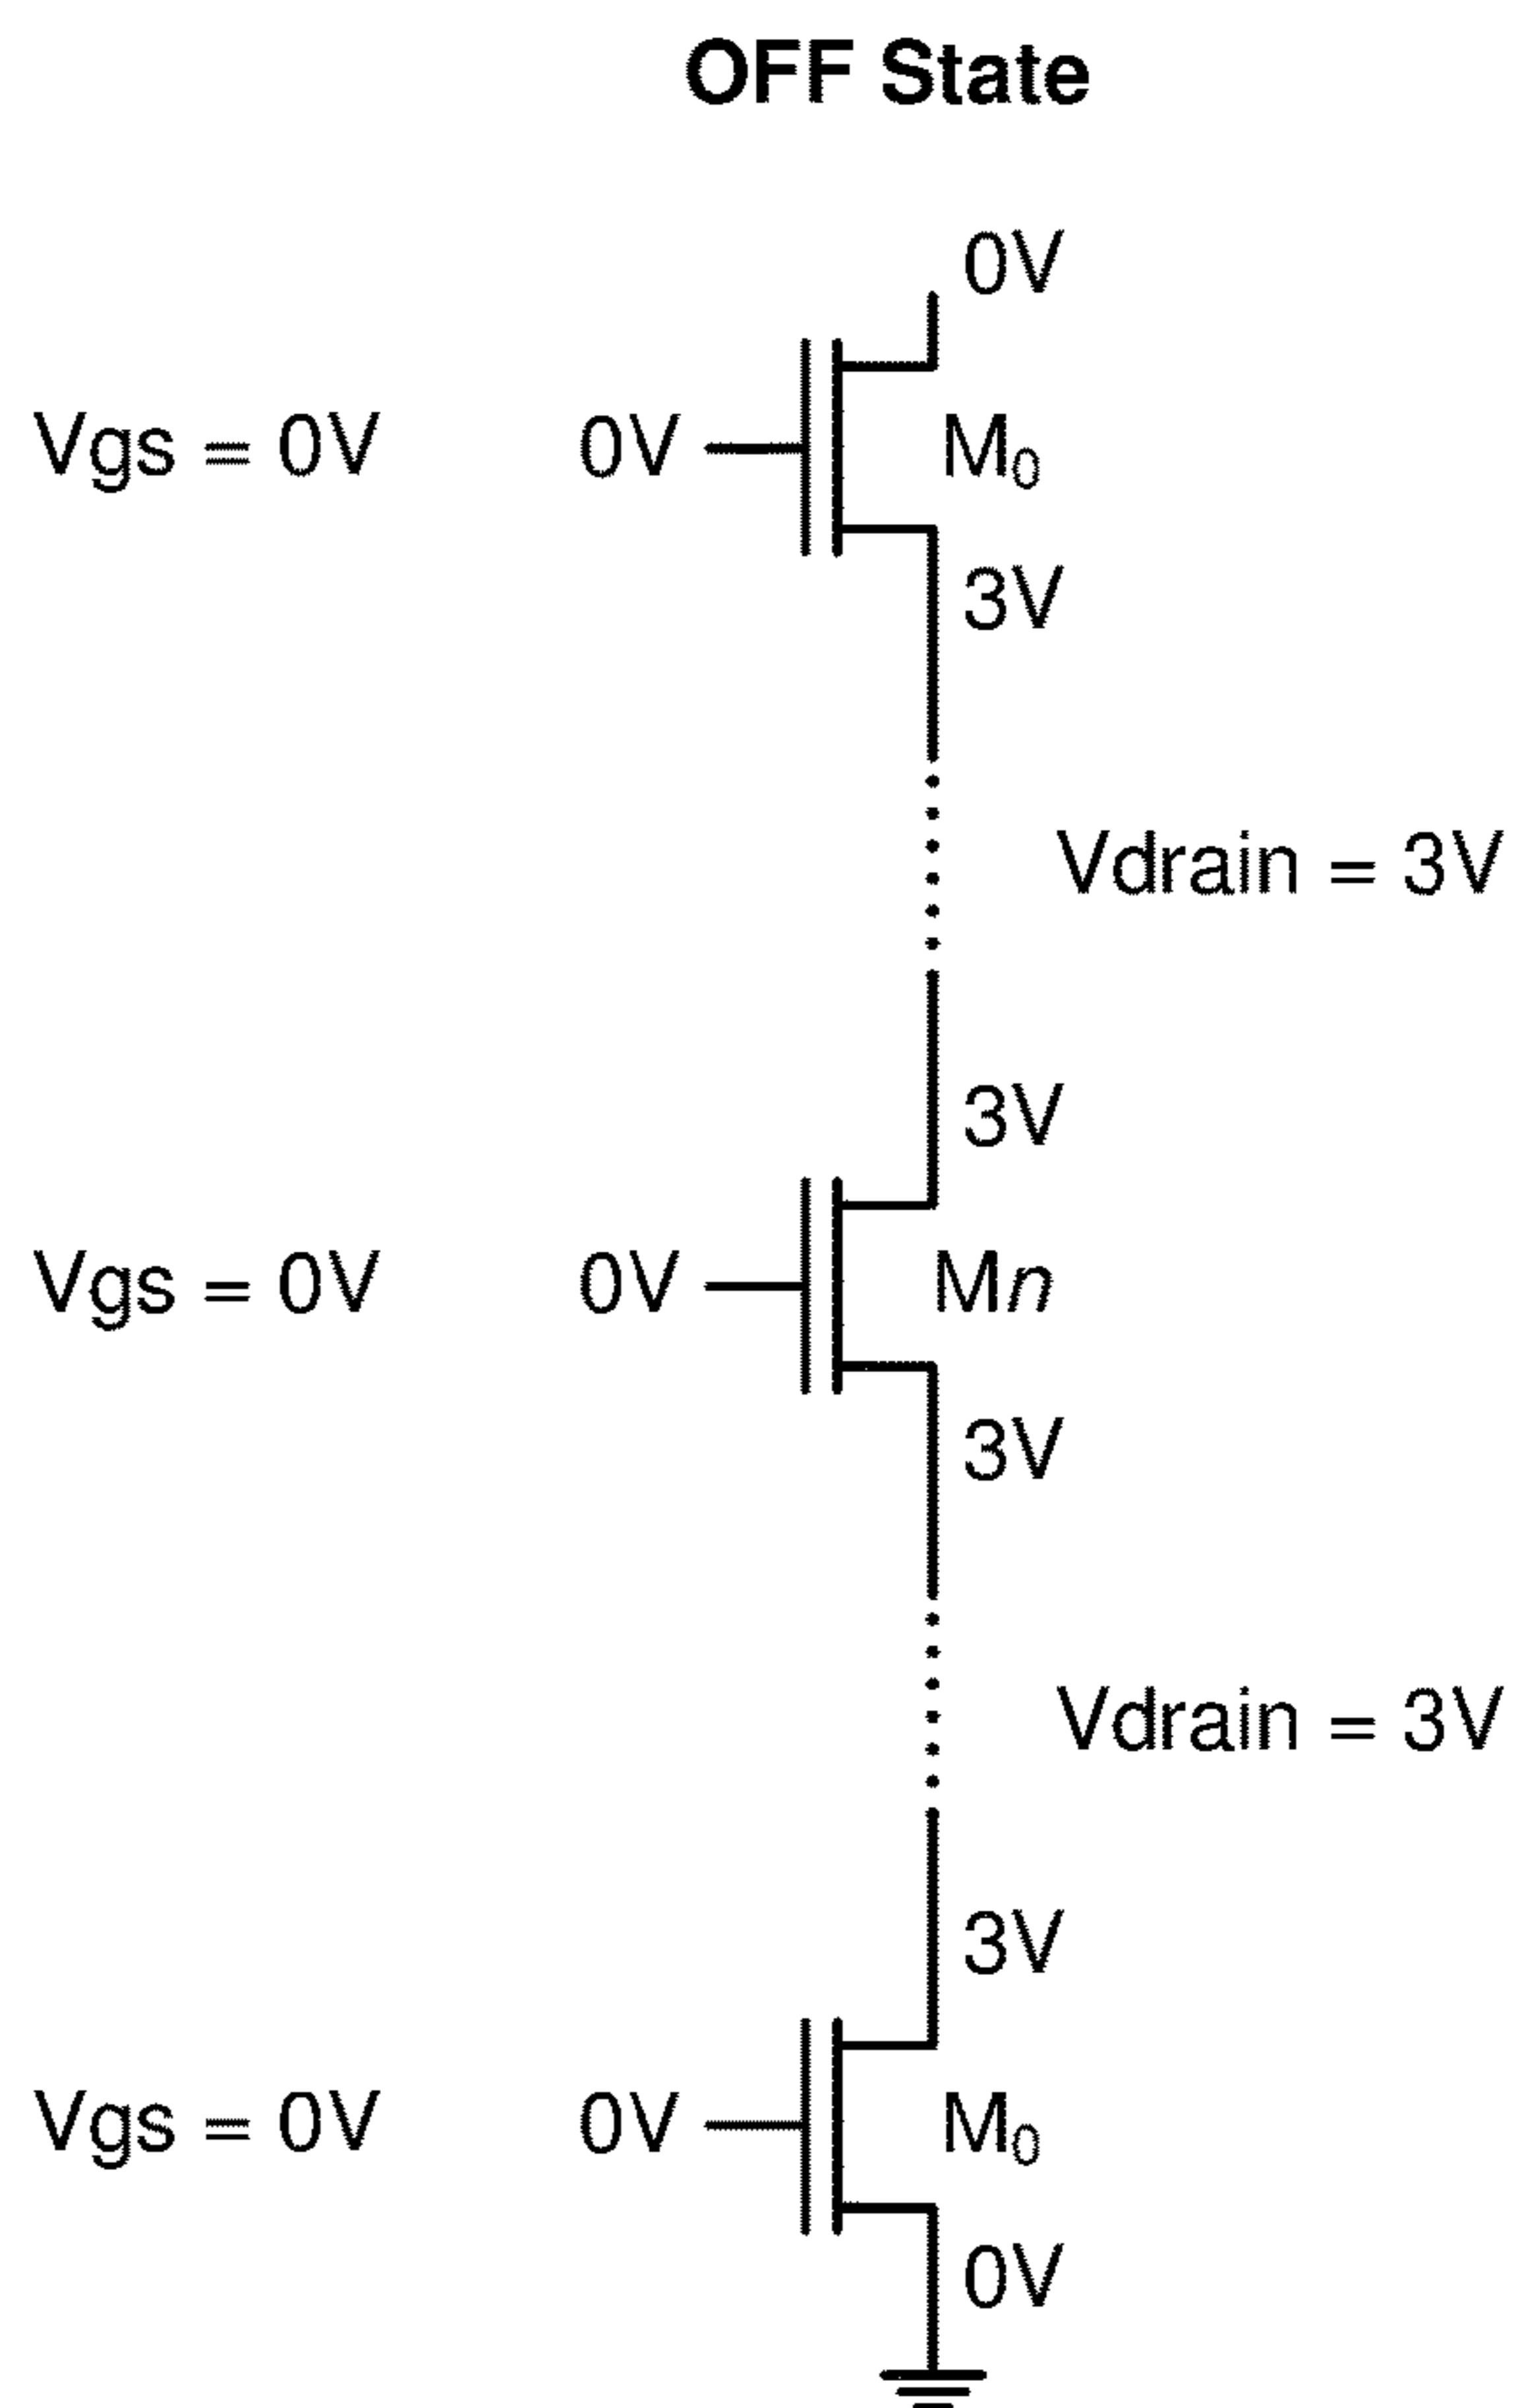 OFF State
0V
Vgs = 0V 0V M₀
3V
Vdrain = 3V
3V
Vgs = 0V 0V Mn
3V
Vdrain = 3V
3V
Vgs = 0V 0V M₀
0V